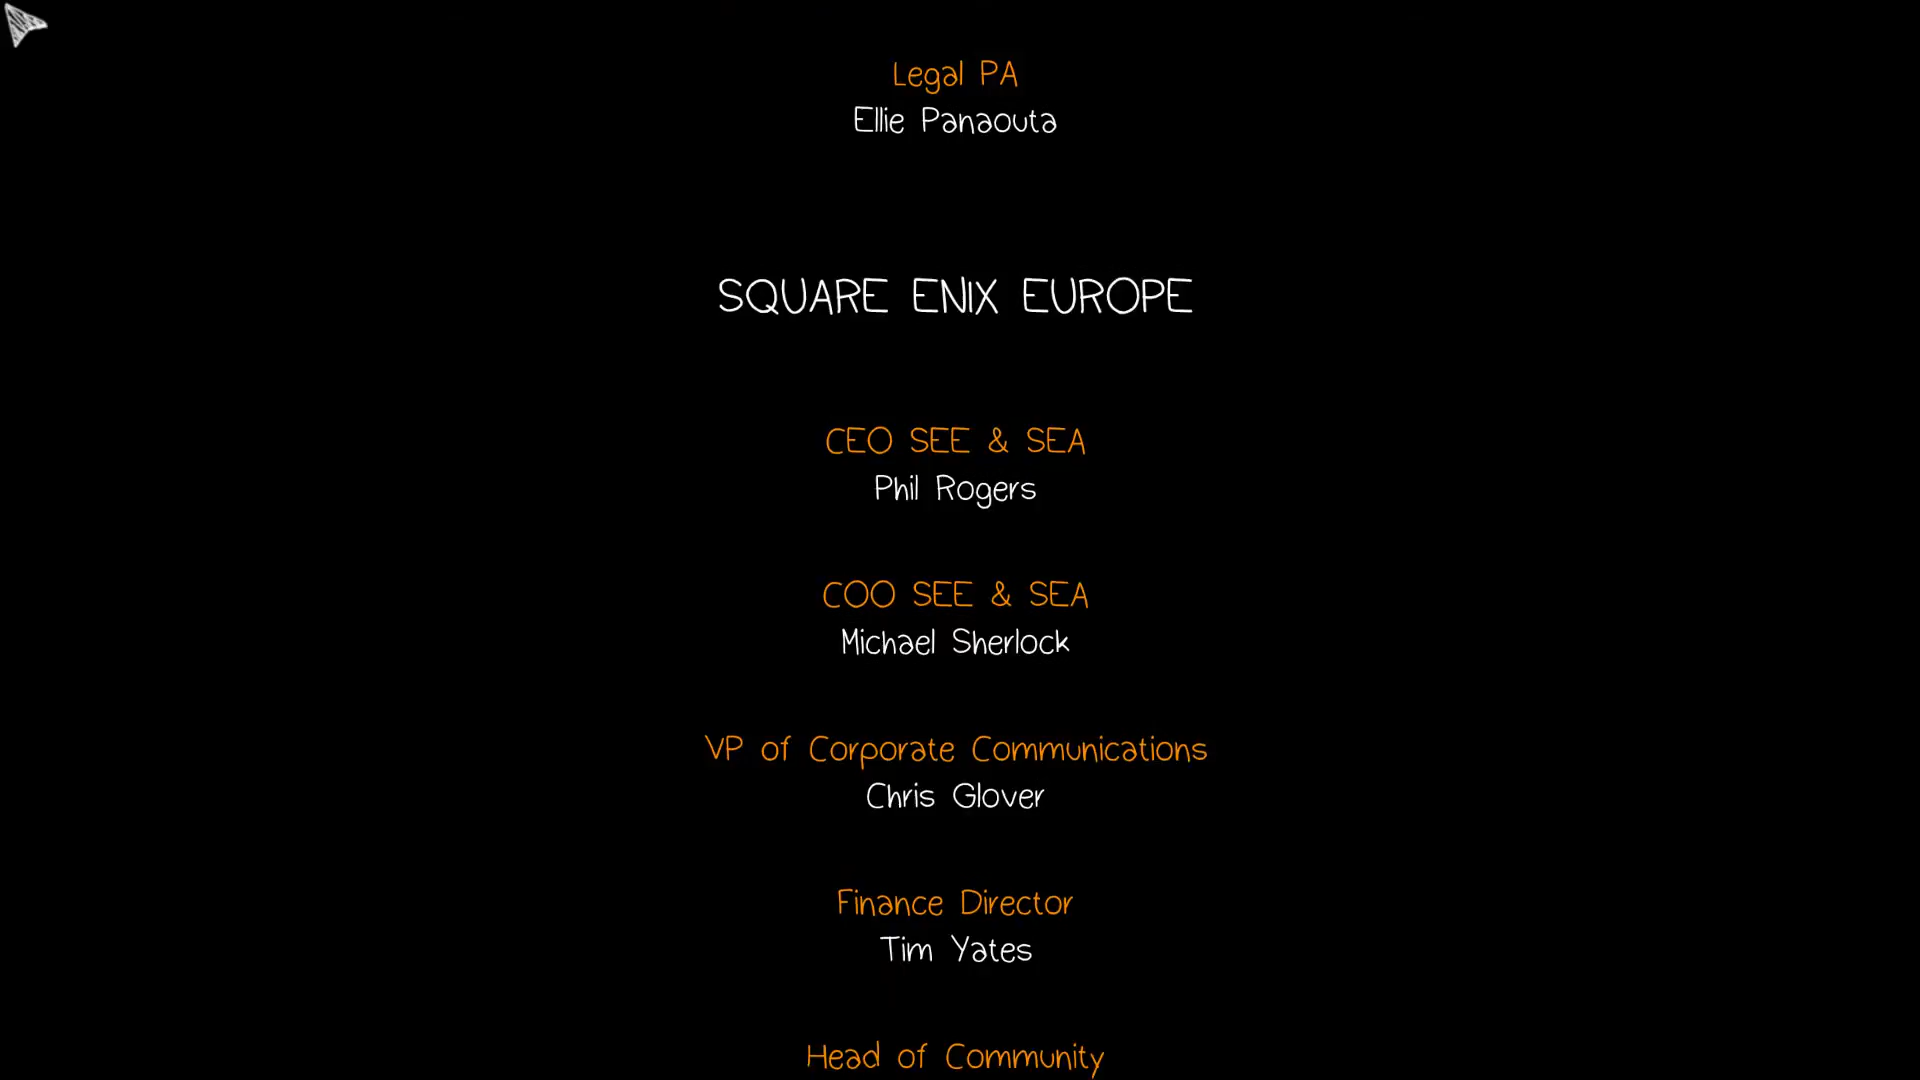 Legal PA
Ellie Panaouta
SQUARE ENIX EUROPE
CEO SEE & SEA
Phil Rogers
COO SEE & SEA
Michael Sherlock
VP of Corporate Communications
Chris Glover
Finance Director
Tim Yates
Head of Community